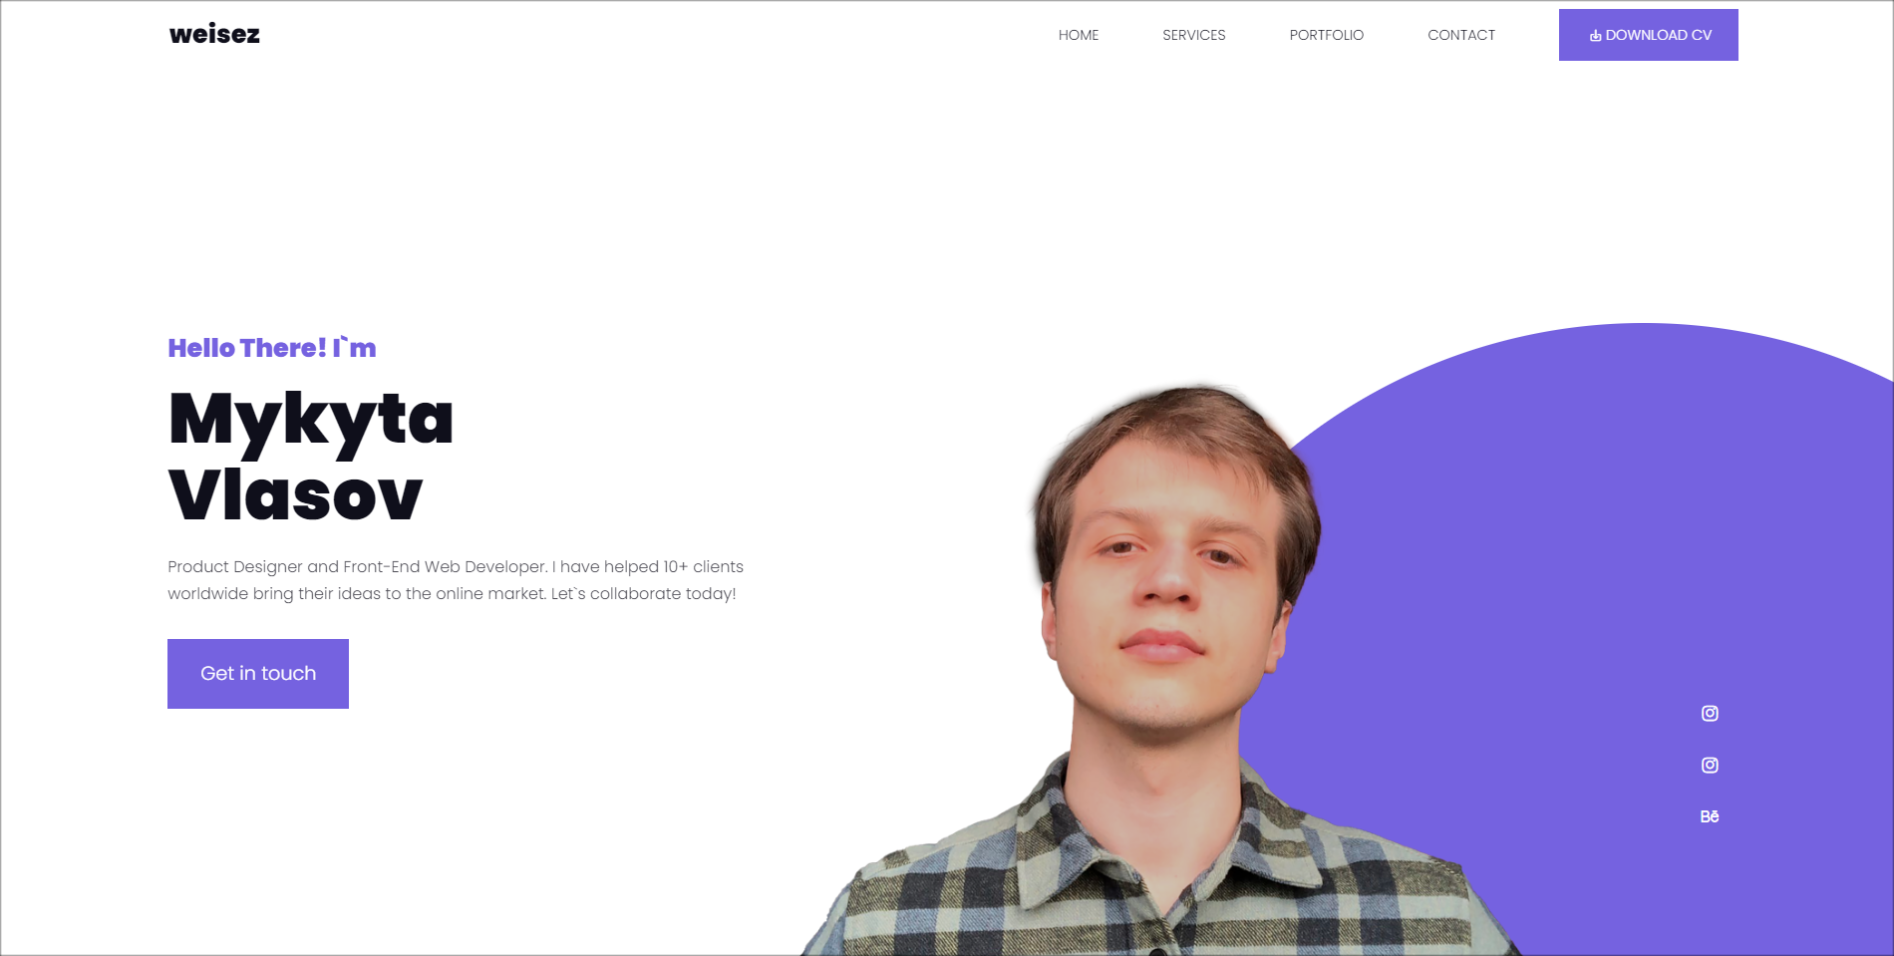 weisez
HOME SERVICES PORTFOLIO CONTACT DOWNLOAD CV
Hello There! I`m
Mykyta
Vlasov
Product Designer and Front-End Web Developer. I have helped 10+ clients
worldwide bring their ideas to the online market. Let`s collaborate today!
Get in touch
Bē